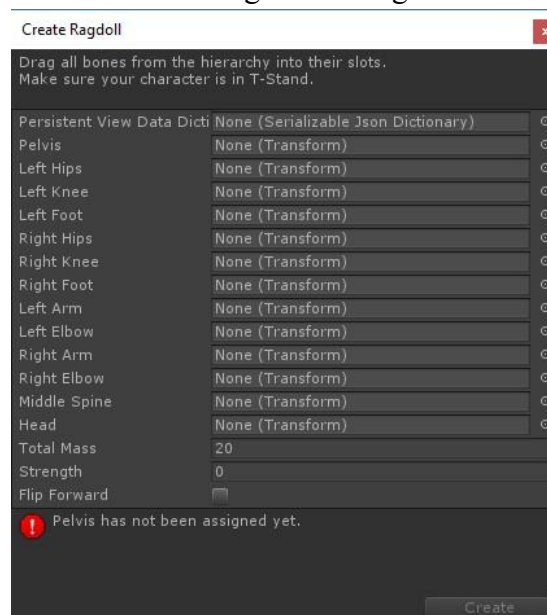 Create Ragdoll
Drag all bones from the hierarchy into their slots.
Make sure your character is in T-Stand.
Persistent View Data Dicti None (Serializable Json Dictionary)
Pelvis None (Transform)
Left Hips None (Transform)
Left Knee None (Transform)
Left Foot None (Transform)
Right Hips None (Transform)
Right Knee None (Transform)
Right Foot None (Transform)
Left Arm None (Transform)
Left Elbow None (Transform)
Right Arm None (Transform)
Right Elbow None (Transform)
Middle Spine None (Transform)
Head None (Transform)
Total Mass 20
Strength 0
Flip Forward
Pelvis has not been assigned yet.
Create